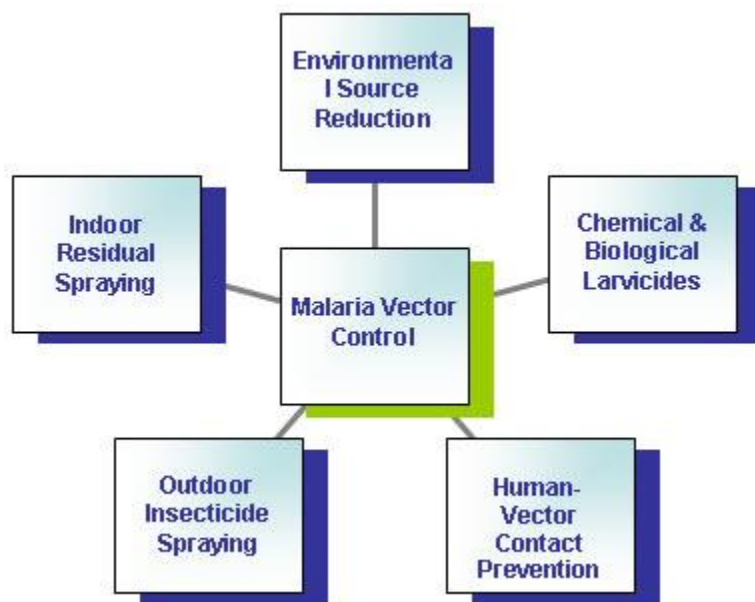 Environmenta
l Source
Reduction
Indoor
Residual
Spraying
Chemical &
Biological
Larvicides
Malaria Vector
Control
Outdoor
Insecticide
Spraying
Human-
Vector
Contact
Prevention